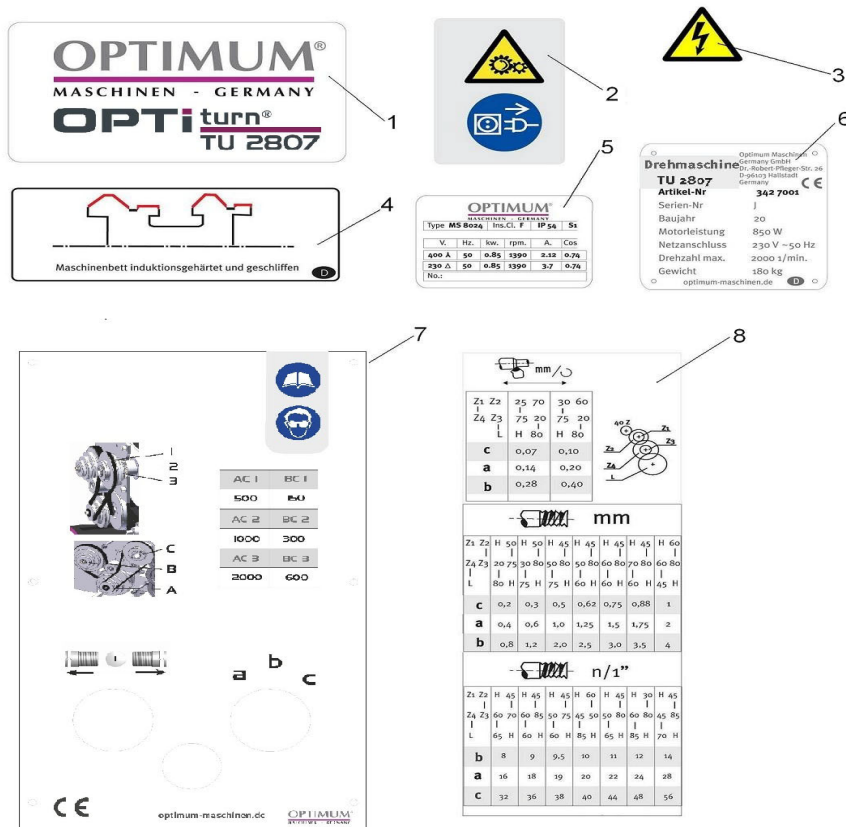 OPTIMUM®
MASCHINEN - GERMANY
OPTi turn®
TU 2807
1
2
3
4
Maschinenbett induktionsgehärtet und geschliffen
D
5
OPTIMUM®
MASCHINEN - GERMANY
Type MS 8024 Ins.Cl. F IP 54 S1
V. Hz. kw. rpm. A. Cos
400 ⅄ 50 0.85 1390 2.12 0.74
230 △ 50 0.85 1390 3.7 0.74
No.:
6
Drehmaschine
TU 2807
Optimum Maschinen
Germany GmbH
Dr.-Robert-Pfleger-Str. 26
D-96103 Hallstadt
Germany
CE
Artikel-Nr 342 7001
Serien-Nr J
Baujahr 20
Motorleistung 850 W
Netzanschluss 230 V ~50 Hz
Drehzahl max. 2000 1/min.
Gewicht 180 kg
optimum-maschinen.de D
7
1
2
3
C
B
A
AC 1 BC 1
500 150
AC 2 BC 2
1000 300
AC 3 BC 3
2000 600
a b c
CE
optimum-maschinen.de
OPTIMUM®
8
mm/
Z1 Z2 25 70 30 60
Z4 Z3 75 20 75 20
L H 80 H 80
c 0,07 0,10
a 0,14 0,20
b 0,28 0,40
40 Z
Z1
Z2
Z3
Z4
L
mm
Z1 Z2 H 50 H 50 H 45 H 45 H 45 H 45 H 60
Z4 Z3 20 75 30 80 50 80 50 80 60 80 70 80 60 80
L 80 H 75 H 75 H 60 H 60 H 60 H 45 H
c 0,2 0,3 0,5 0,62 0,75 0,88 1
a 0,4 0,6 1,0 1,25 1,5 1,75 2
b 0,8 1,2 2,0 2,5 3,0 3,5 4
n/1"
Z1 Z2 H 45 H 45 H 45 H 60 H 45 H 30 H 45
Z4 Z3 60 70 60 85 50 75 45 50 50 80 60 80 45 85
L 65 H 60 H 60 H 85 H 65 H 85 H 70 H
b 8 9 9.5 10 11 12 14
a 16 18 19 20 22 24 28
c 32 36 38 40 44 48 56